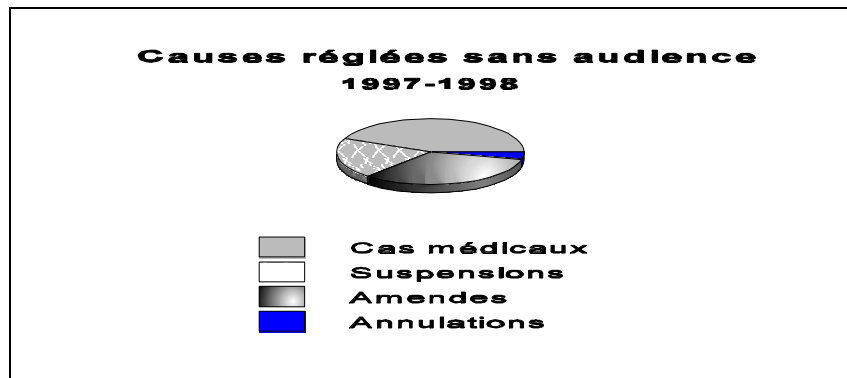 Causes réglées sans audience
1997-1998
Cas médicaux
Suspensions
Amendes
Annulations